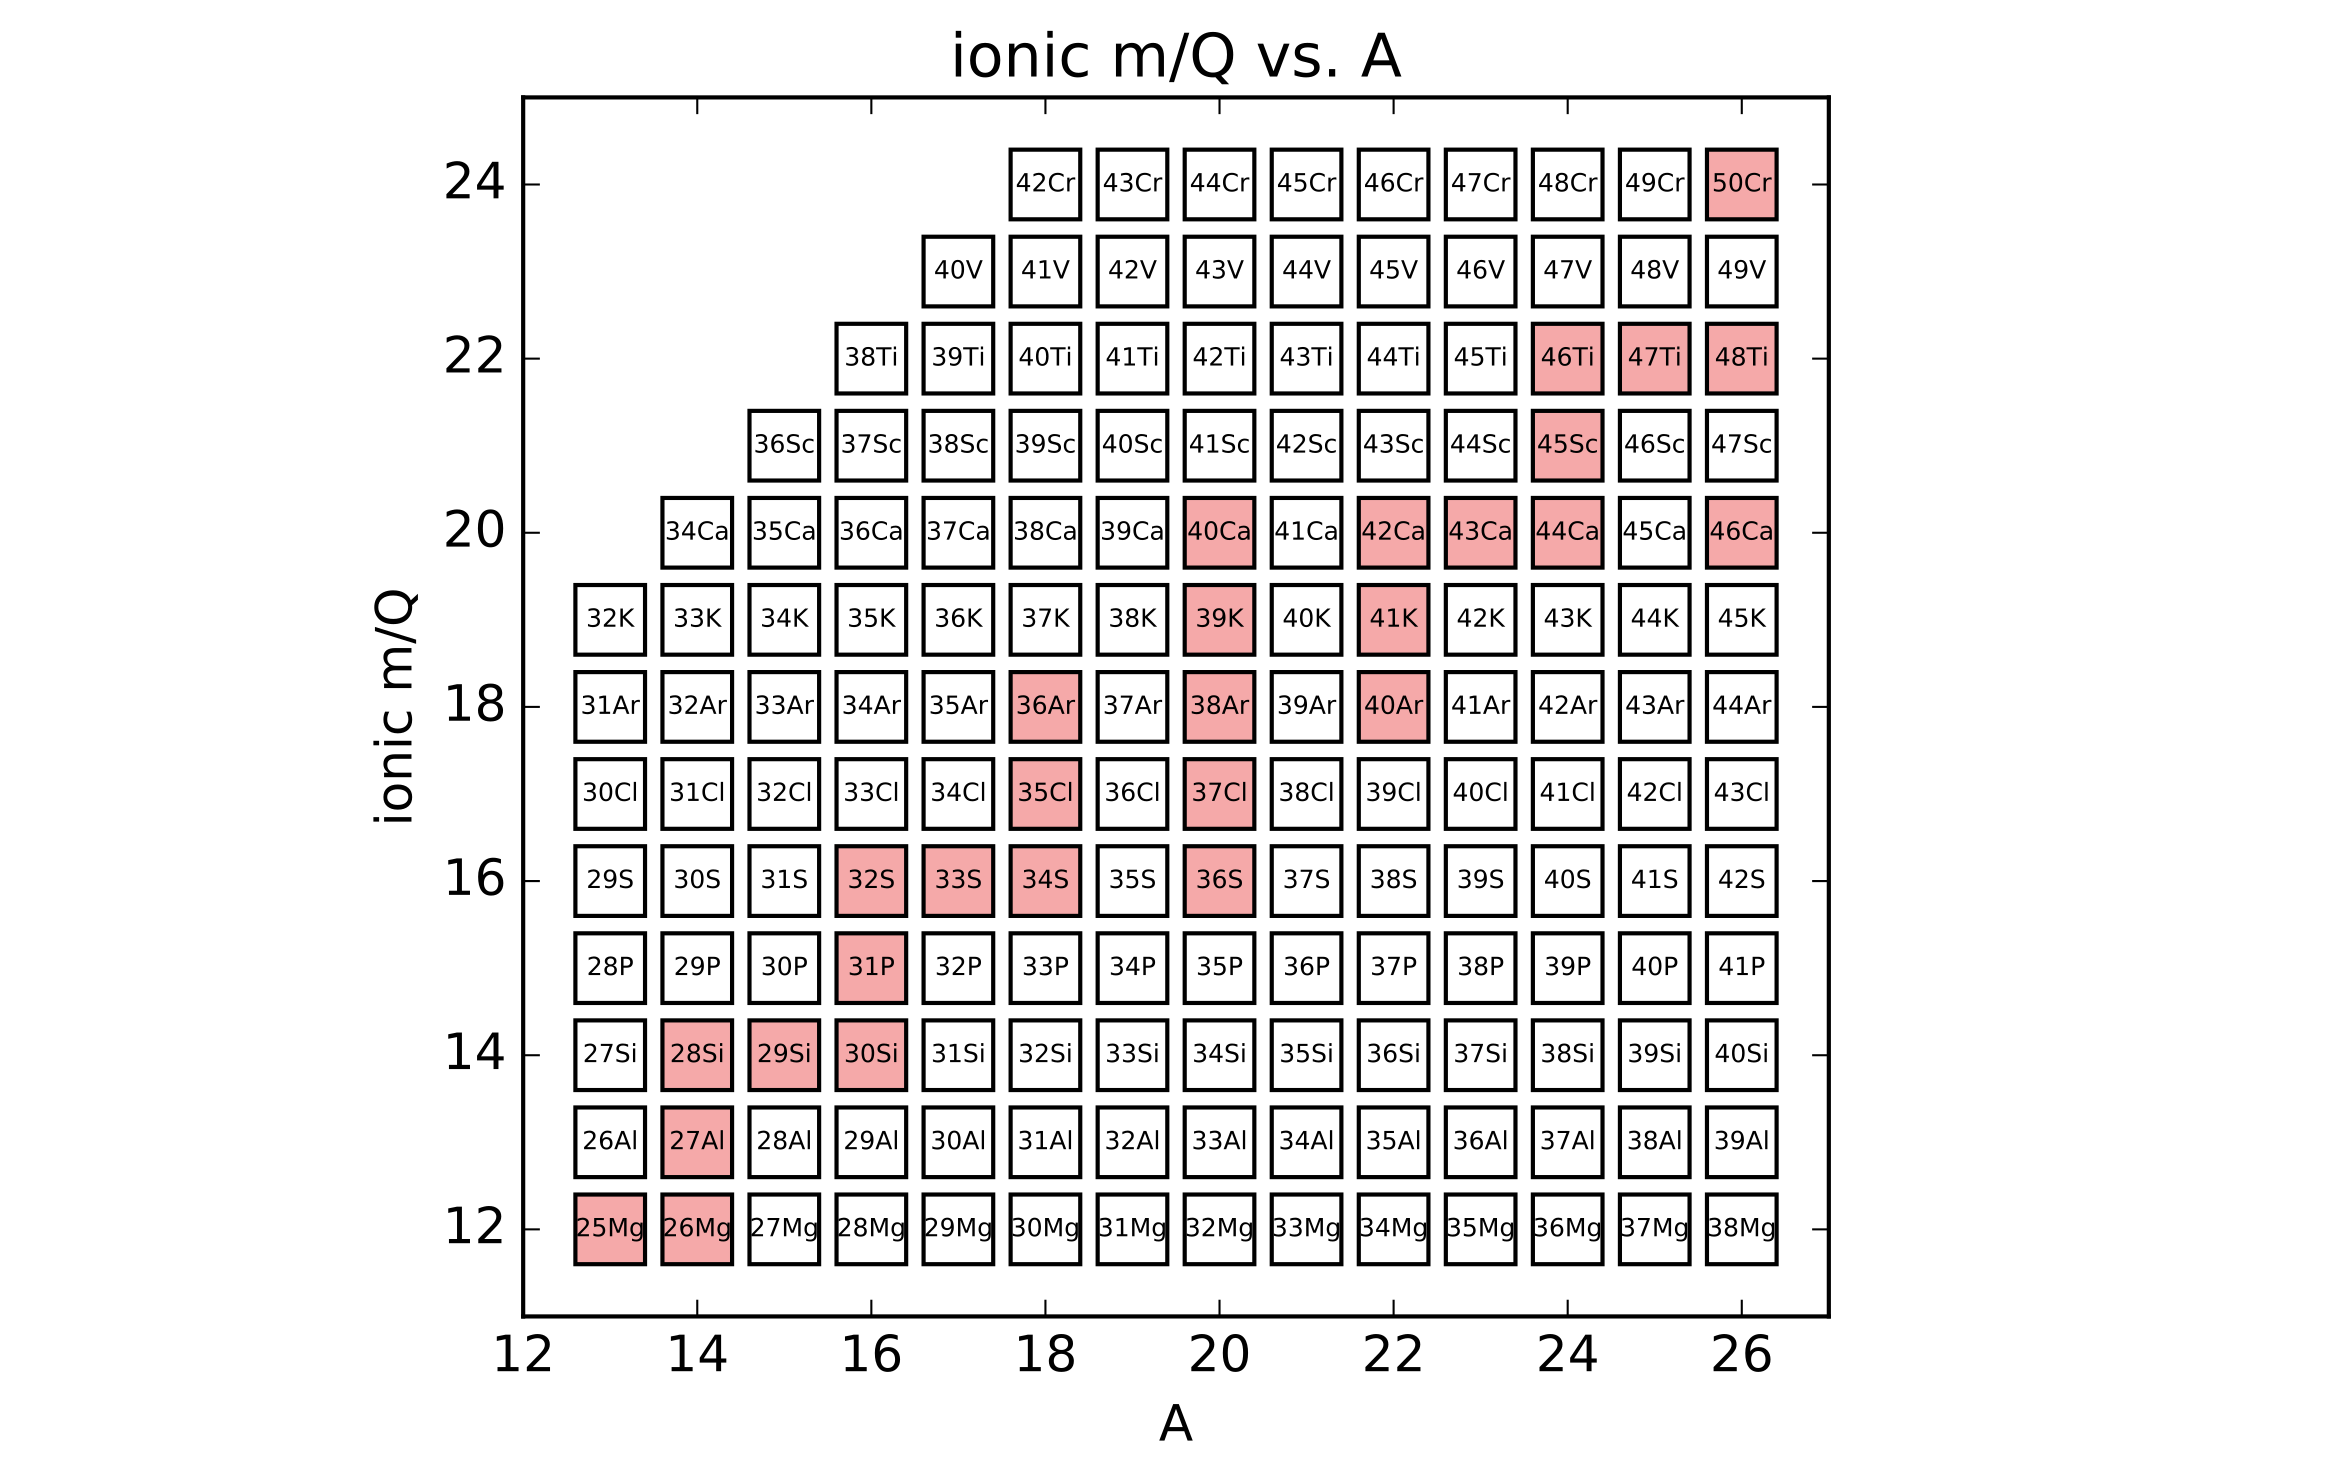 ionic m/Q vs. A
24
42Cr 43Cr 44Cr 45Cr 46Cr 47Cr 48Cr 49Cr 50Cr
40V 41V 42V 43V 44V 45V 46V 47V 48V 49V
22
38Ti 39Ti 40Ti 41Ti 42Ti 43Ti 44Ti 45Ti 46Ti 47Ti 48Ti
36Sc 37Sc 38Sc 39Sc 40Sc 41Sc 42Sc 43Sc 44Sc 45Sc 46Sc 47Sc
20
34Ca 35Ca 36Ca 37Ca 38Ca 39Ca 40Ca 41Ca 42Ca 43Ca 44Ca 45Ca 46Ca
32K 33K 34K 35K 36K 37K 38K 39K 40K 41K 42K 43K 44K 45K
18
31Ar 32Ar 33Ar 34Ar 35Ar 36Ar 37Ar 38Ar 39Ar 40Ar 41Ar 42Ar 43Ar 44Ar
30Cl 31Cl 32Cl 33Cl 34Cl 35Cl 36Cl 37Cl 38Cl 39Cl 40Cl 41Cl 42Cl 43Cl
16
29S 30S 31S 32S 33S 34S 35S 36S 37S 38S 39S 40S 41S 42S
28P 29P 30P 31P 32P 33P 34P 35P 36P 37P 38P 39P 40P 41P
14
27Si 28Si 29Si 30Si 31Si 32Si 33Si 34Si 35Si 36Si 37Si 38Si 39Si 40Si
26Al 27Al 28Al 29Al 30Al 31Al 32Al 33Al 34Al 35Al 36Al 37Al 38Al 39Al
12
25Mg 26Mg 27Mg 28Mg 29Mg 30Mg 31Mg 32Mg 33Mg 34Mg 35Mg 36Mg 37Mg 38Mg
12 14 16 18 20 22 24 26
A
ionic m/Q